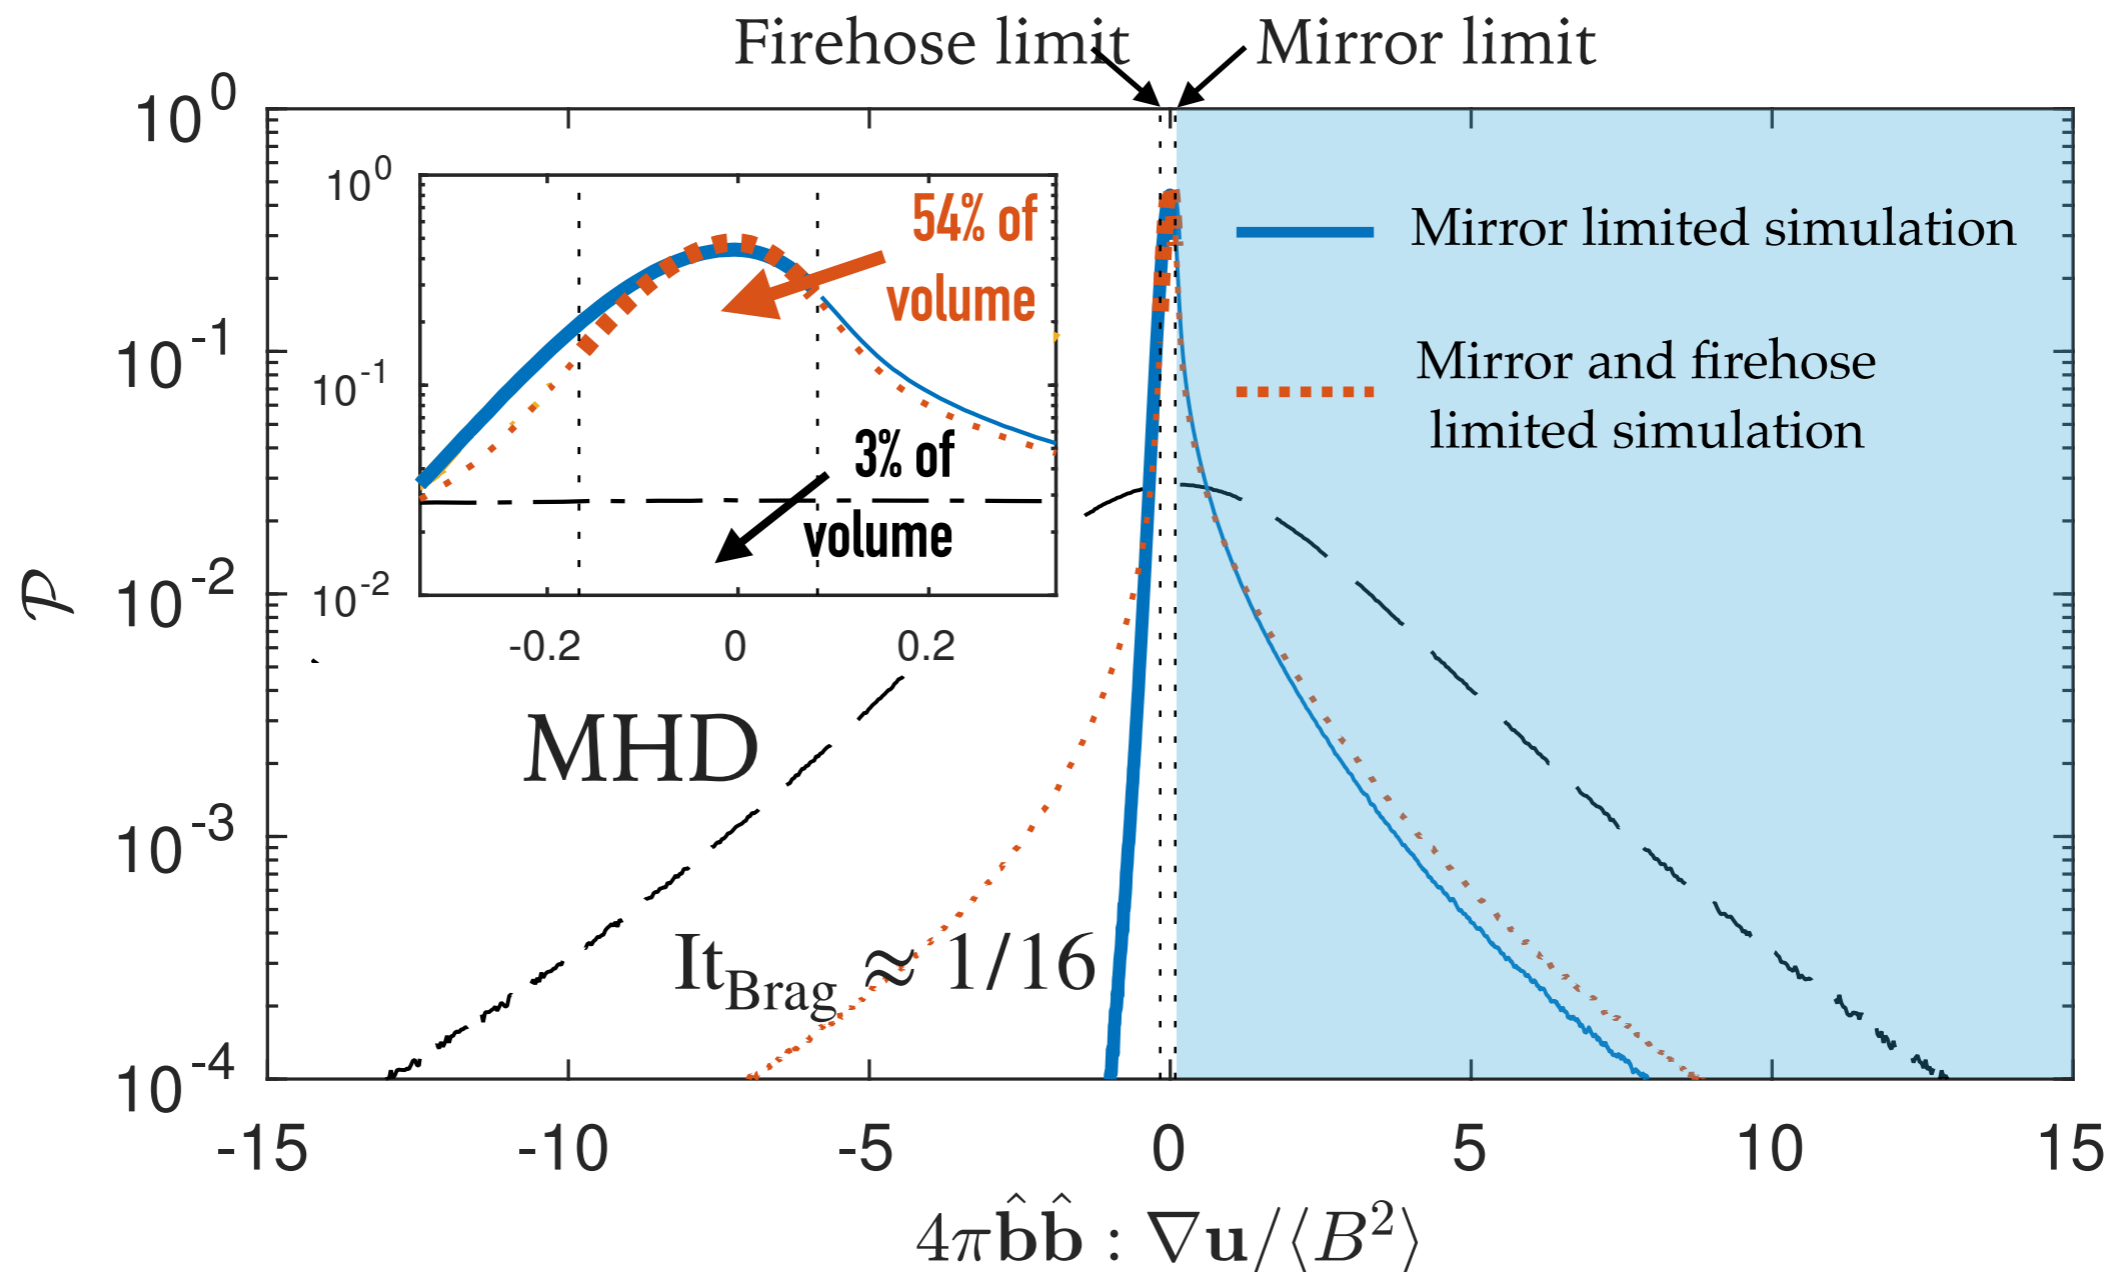 Firehose limit Mirror limit
10^0
10^-1
10^-2
10^-3
10^-4
𝒫
10^0
10^-1
10^-2
-0.2 0 0.2
54% of
volume
3% of
volume
Mirror limited simulation
Mirror and firehose
limited simulation
MHD
It_Brag ≈ 1/16
-15 -10 -5 0 5 10 15
4πb̂b̂ : ∇u/⟨B²⟩